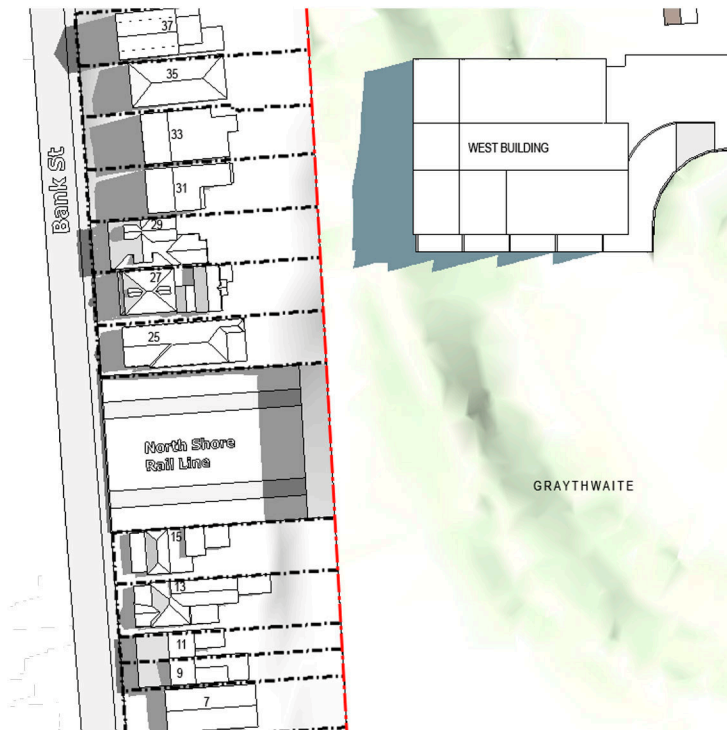 37
35
33
31
29
27
25
Bank St
WEST BUILDING
North Shore
Rail Line
GRAYTHWAITE
15
13
11
9
7